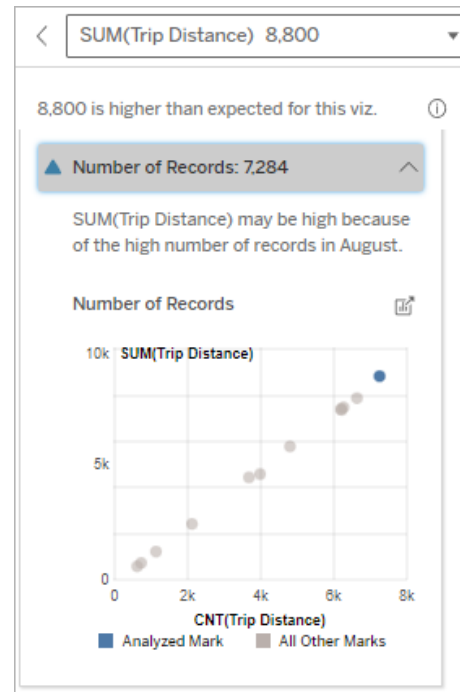 SUM(Trip Distance) 8,800
8,800 is higher than expected for this viz.
Number of Records: 7,284
SUM(Trip Distance) may be high because
of the high number of records in August.
Number of Records
10k
SUM(Trip Distance)
5k
0
0 2k 4k 6k 8k
CNT(Trip Distance)
Analyzed Mark All Other Marks